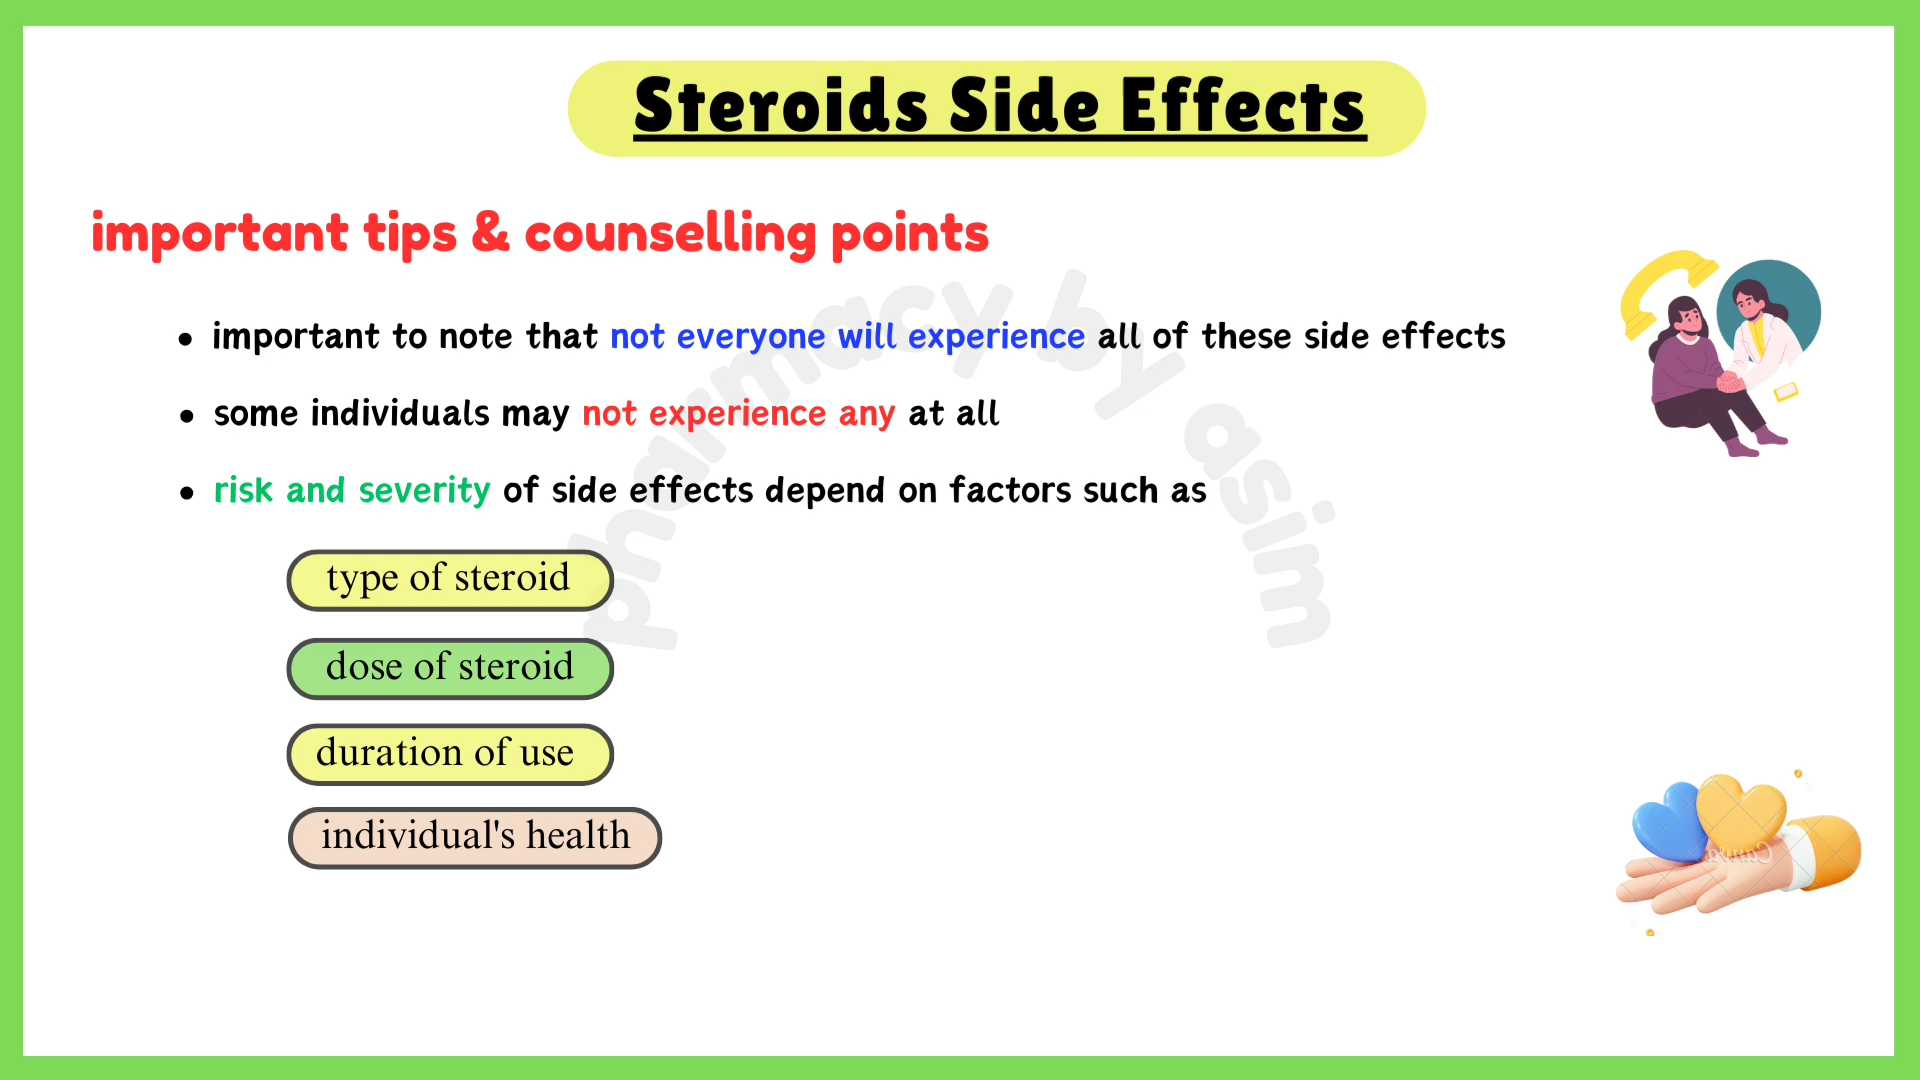 Steroids Side Effects
important tips & counselling points
• important to note that not everyone will experience all of these side effects
• some individuals may not experience any at all
• risk and severity of side effects depend on factors such as
type of steroid
dose of steroid
duration of use
individual's health
pharmacy by asim
Canva